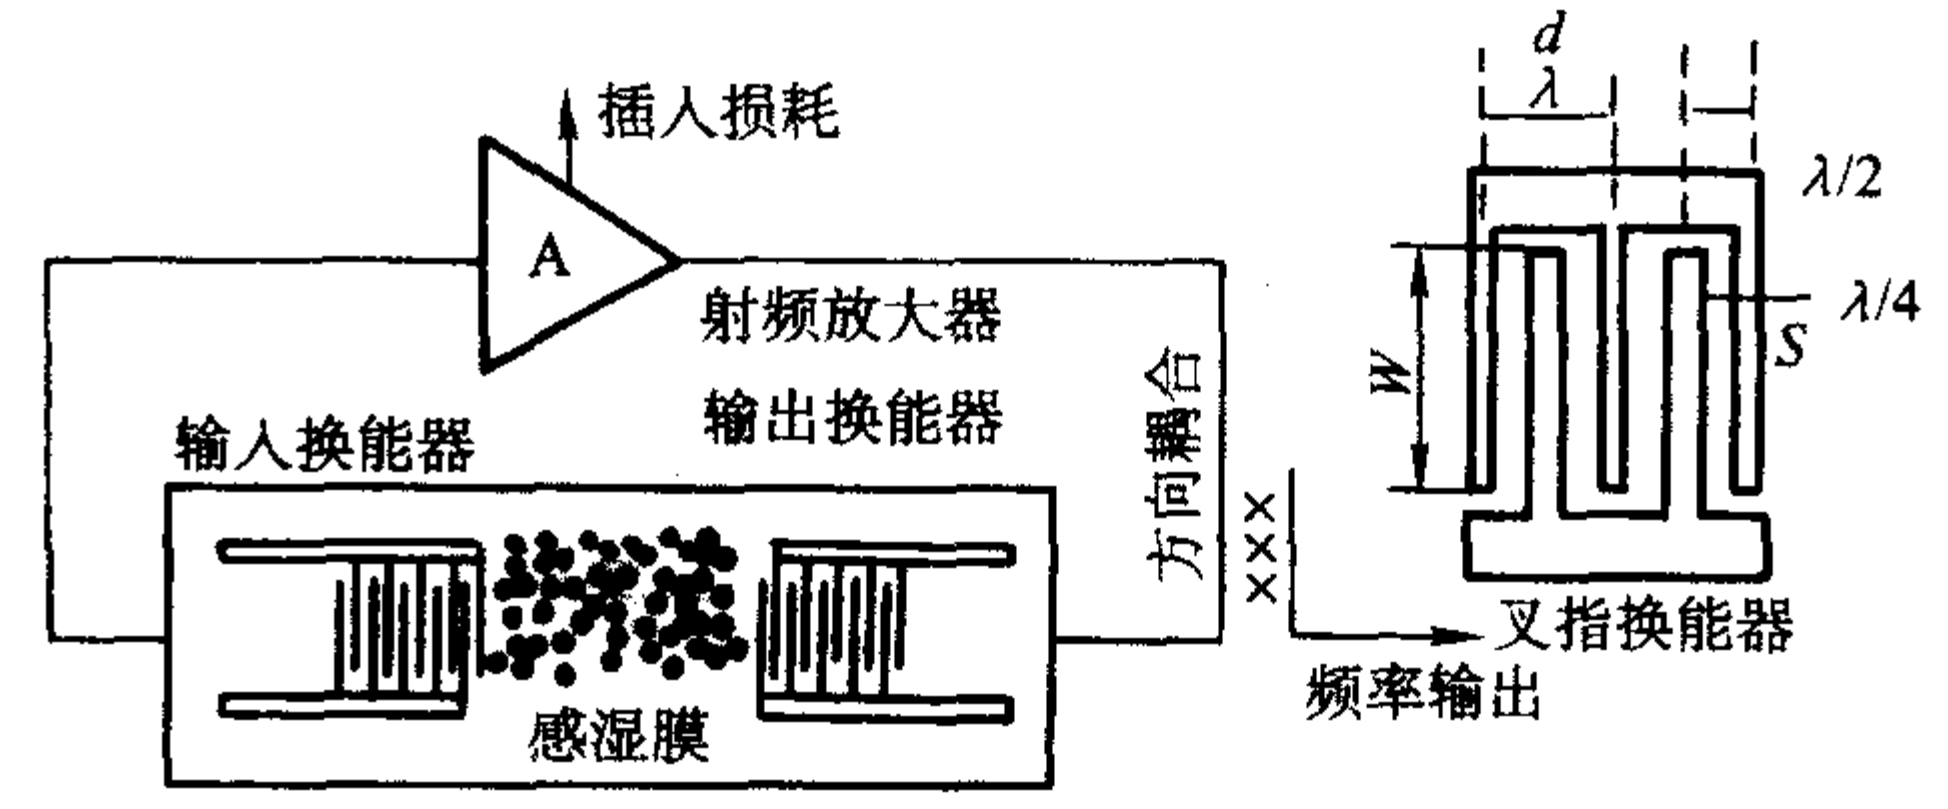 插入损耗
A
射频放大器
输出换能器
输入换能器
感湿膜
方向耦合
×××
频率输出
d
λ
λ/2
λ/4
S
W
叉指换能器